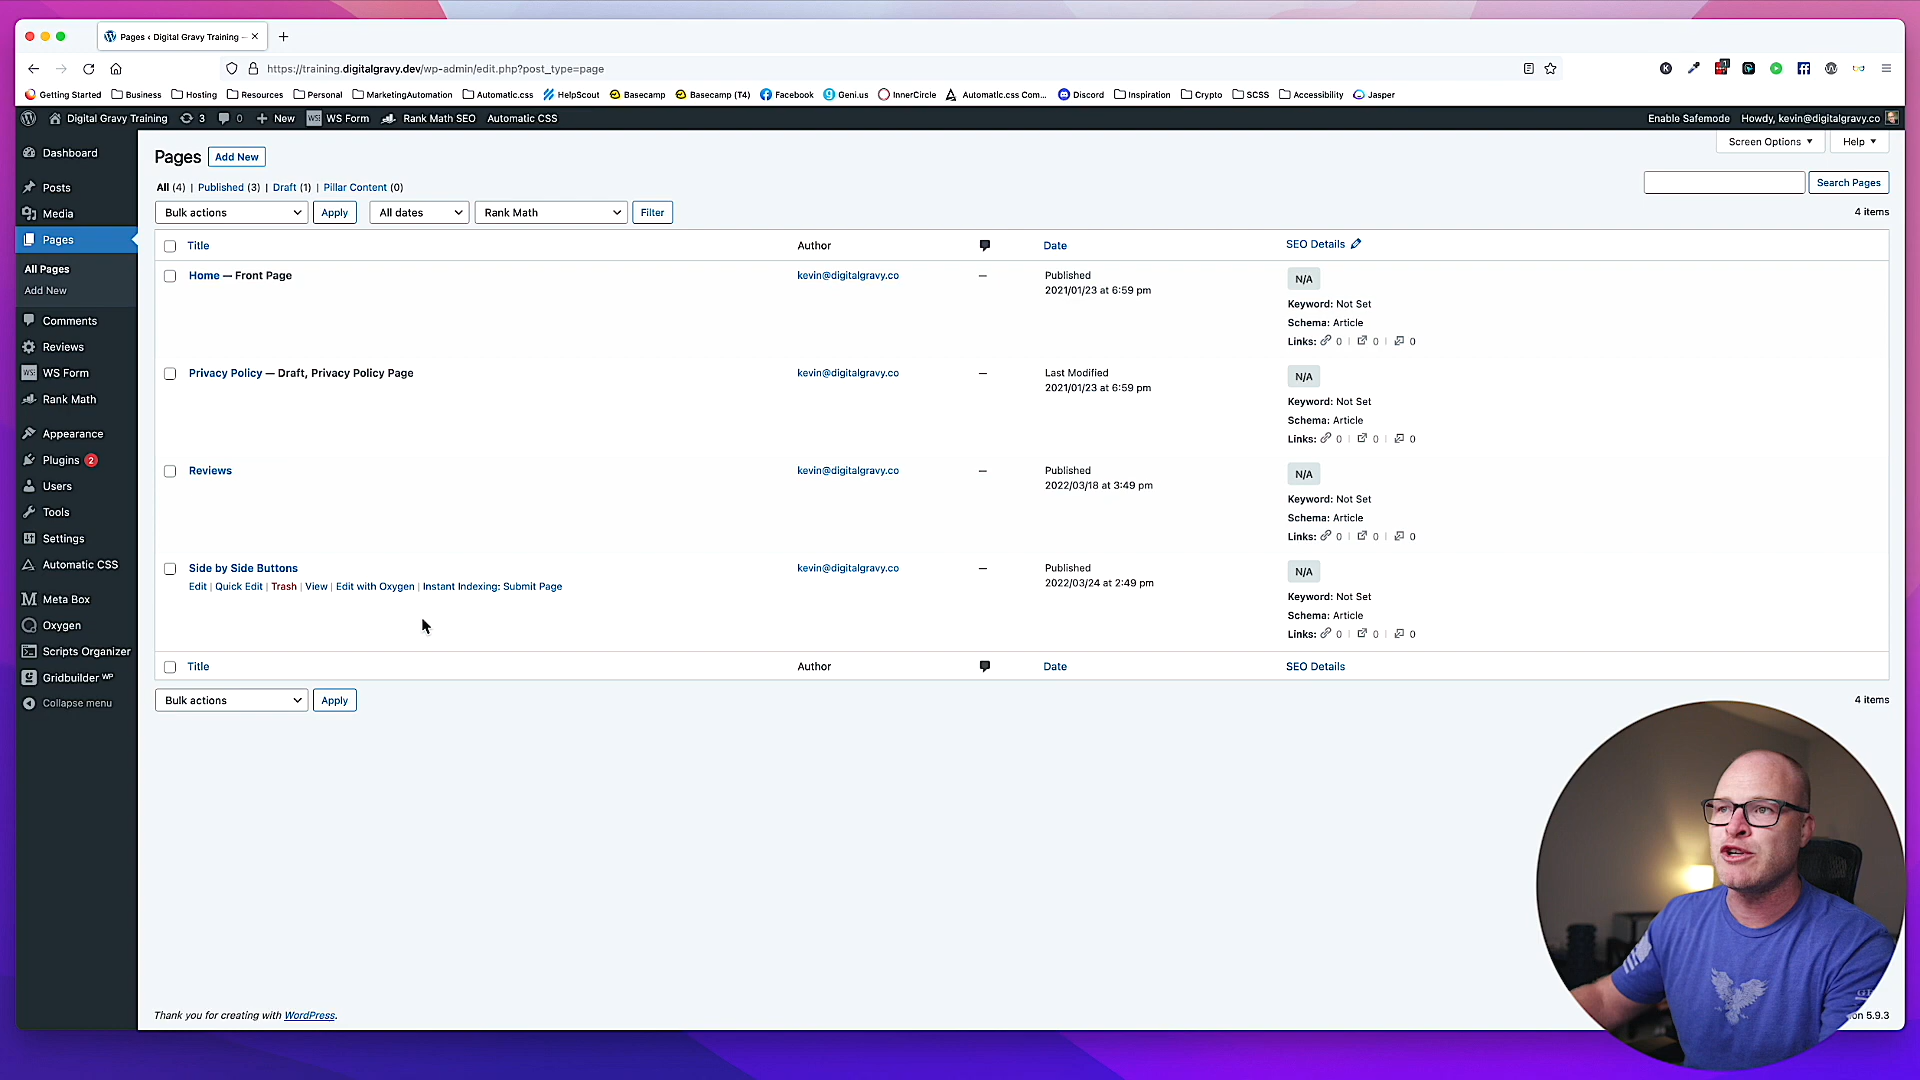 Pages ‹ Digital Gravy Training —
https://training.digitalgravy.dev/wp-admin/edit.php?post_type=page
Getting Started Business Hosting Resources Personal MarketingAutomation Automatic.css HelpScout Basecamp Basecamp (T4) Facebook Geni.us InnerCircle Automatic.css Com... Discord Inspiration Crypto SCSS Accessibility Jasper
Digital Gravy Training 3 0 New WS Form Rank Math SEO Automatic CSS Enable Safemode Howdy, kevin@digitalgravy.co
Screen Options Help
Dashboard
Posts
Media
Pages
All Pages
Add New
Comments
Reviews
WS Form
Rank Math
Appearance
Plugins 2
Users
Tools
Settings
Automatic CSS
Meta Box
Oxygen
Scripts Organizer
Gridbuilder WP
Collapse menu
Pages Add New
All (4) | Published (3) | Draft (1) | Pillar Content (0)
Search Pages
Bulk actions Apply All dates Rank Math Filter 4 items
Title Author Date SEO Details
Home — Front Page kevin@digitalgravy.co — Published N/A
2021/01/23 at 6:59 pm
Keyword: Not Set
Schema: Article
Links: 0 | 0 | 0
Privacy Policy — Draft, Privacy Policy Page kevin@digitalgravy.co — Last Modified N/A
2021/01/23 at 6:59 pm
Keyword: Not Set
Schema: Article
Links: 0 | 0 | 0
Reviews kevin@digitalgravy.co — Published N/A
2022/03/18 at 3:49 pm
Keyword: Not Set
Schema: Article
Links: 0 | 0 | 0
Side by Side Buttons kevin@digitalgravy.co — Published N/A
Edit | Quick Edit | Trash | View | Edit with Oxygen | Instant Indexing: Submit Page 2022/03/24 at 2:49 pm
Keyword: Not Set
Schema: Article
Links: 0 | 0 | 0
Title Author Date SEO Details
Bulk actions Apply 4 items
Thank you for creating with WordPress. on 5.9.3